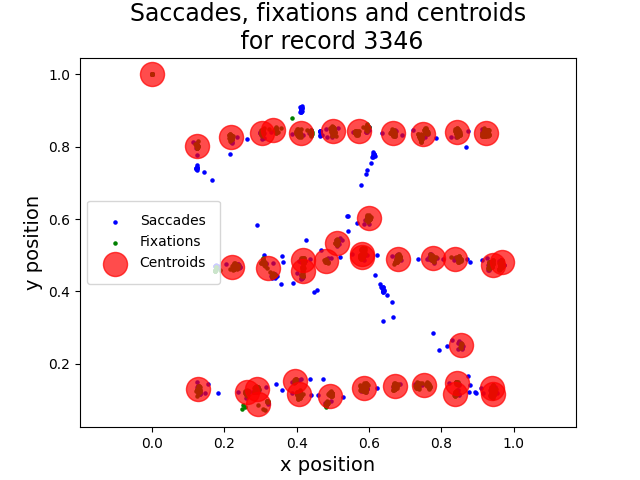 Saccades, fixations and centroids
for record 3346
1.0
0.8
0.6
0.4
0.2
y position
Saccades
Fixations
Centroids
0.0
0.2
0.4
0.6
0.8
1.0
x position